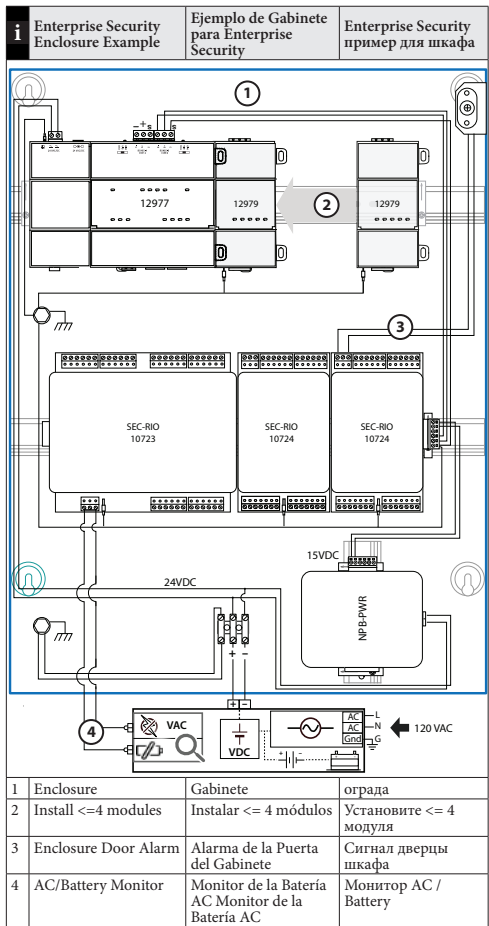 i
Enterprise Security
Enclosure Example
Ejemplo de Gabinete
para Enterprise
Security
Enterprise Security
пример для шкафа
1
− + s
s
12977
12979
2
12979
3
SEC-RIO
10723
SEC-RIO
10724
SEC-RIO
10724
15VDC
24VDC
NPB-PWR
+ −
+ −
4
VAC
VDC
+ −
AC L
AC N
Gnd G
120 VAC
1 Enclosure Gabinete ограда
2 Install <=4 modules Instalar <= 4 módulos Установите <= 4
модуля
3 Enclosure Door Alarm Alarma de la Puerta
del Gabinete Сигнал дверцы
шкафа
4 AC/Battery Monitor Monitor de la Batería
AC Monitor de la
Batería AC Монитор AC /
Battery